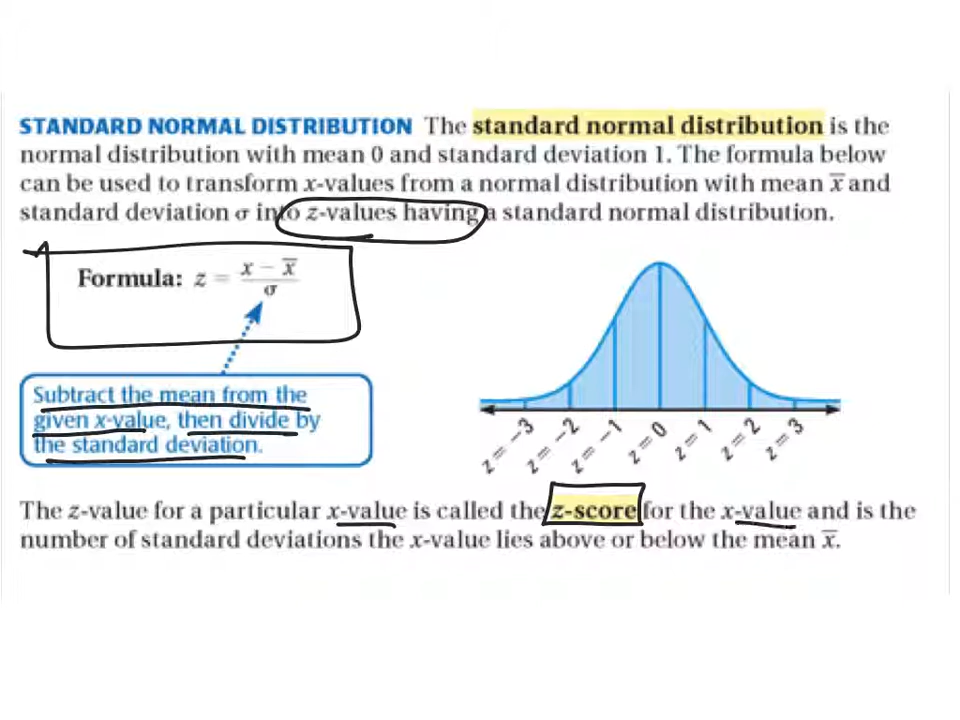 STANDARD NORMAL DISTRIBUTION The standard normal distribution is the
normal distribution with mean 0 and standard deviation 1. The formula below
can be used to transform x-values from a normal distribution with mean x̅ and
standard deviation σ into z-values having a standard normal distribution.
Formula: z = (x − x̅)/σ
Subtract the mean from the
given x-value, then divide by
the standard deviation.
z = −3 z = −2 z = −1 z = 0 z = 1 z = 2 z = 3
The z-value for a particular x-value is called the z-score for the x-value and is the
number of standard deviations the x-value lies above or below the mean x̅.